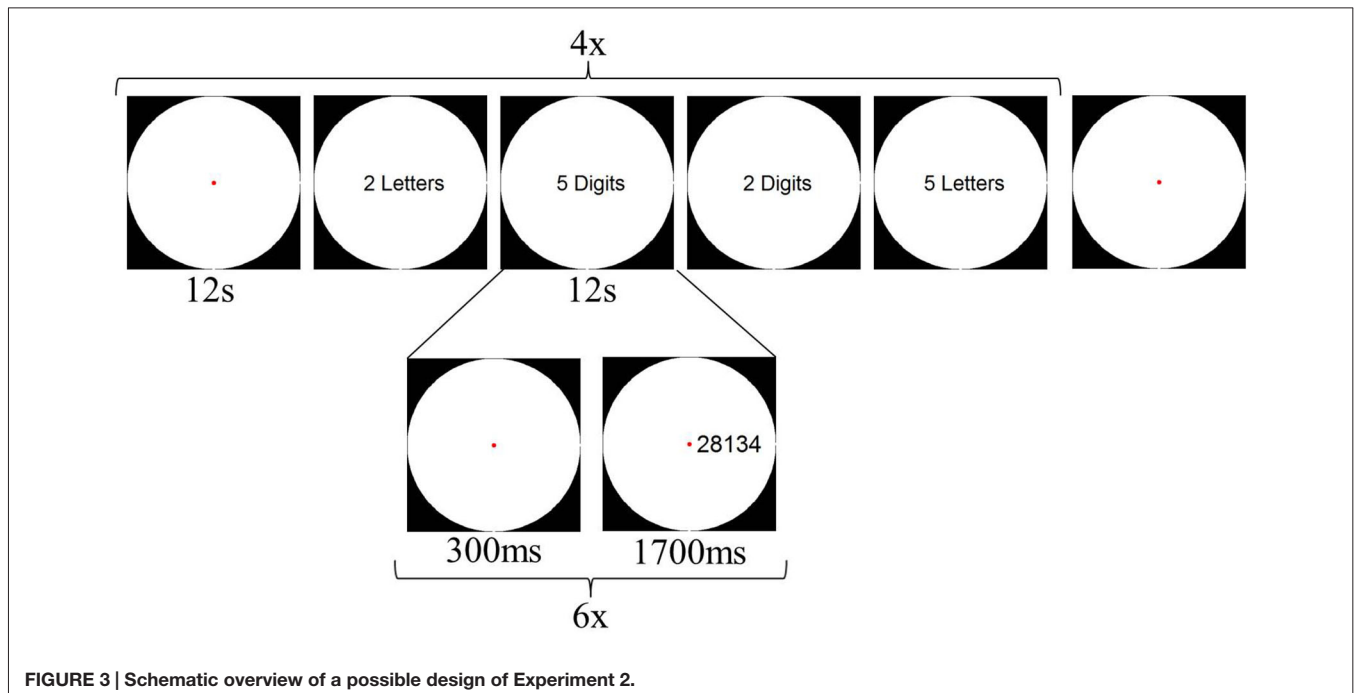 4x
2 Letters
5 Digits
2 Digits
5 Letters
12s
12s
28134
300ms
1700ms
6x
FIGURE 3 | Schematic overview of a possible design of Experiment 2.